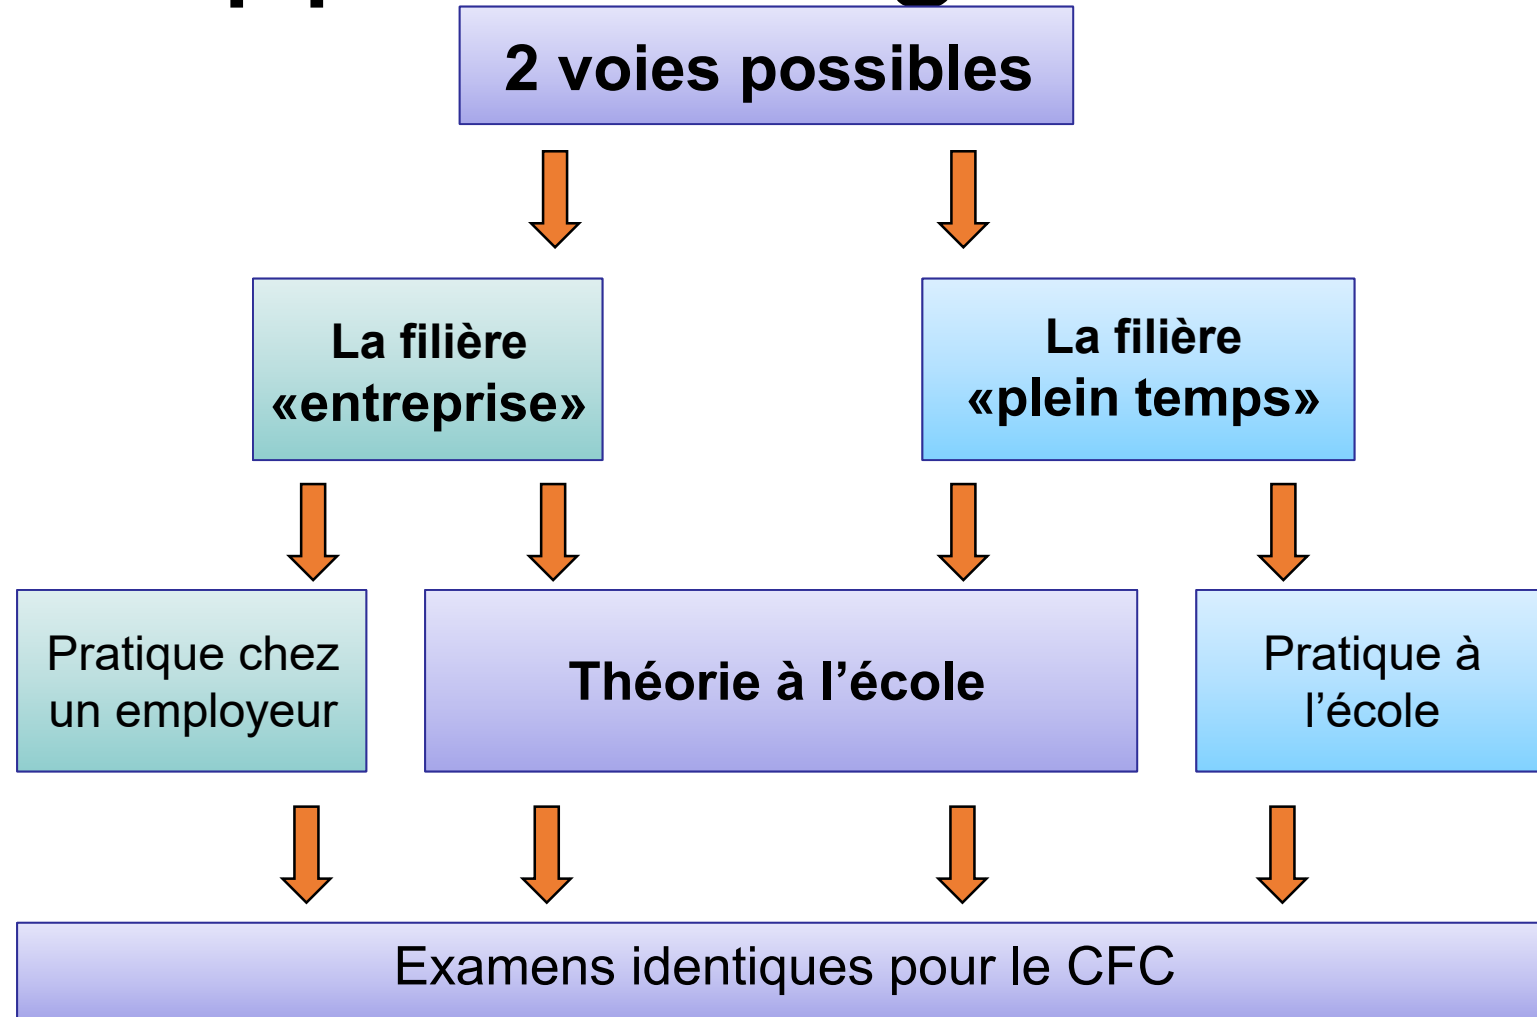 2 voies possibles
La filière
«entreprise»
La filière
«plein temps»
Pratique chez
un employeur
Théorie à l’école
Pratique à
l’école
Examens identiques pour le CFC